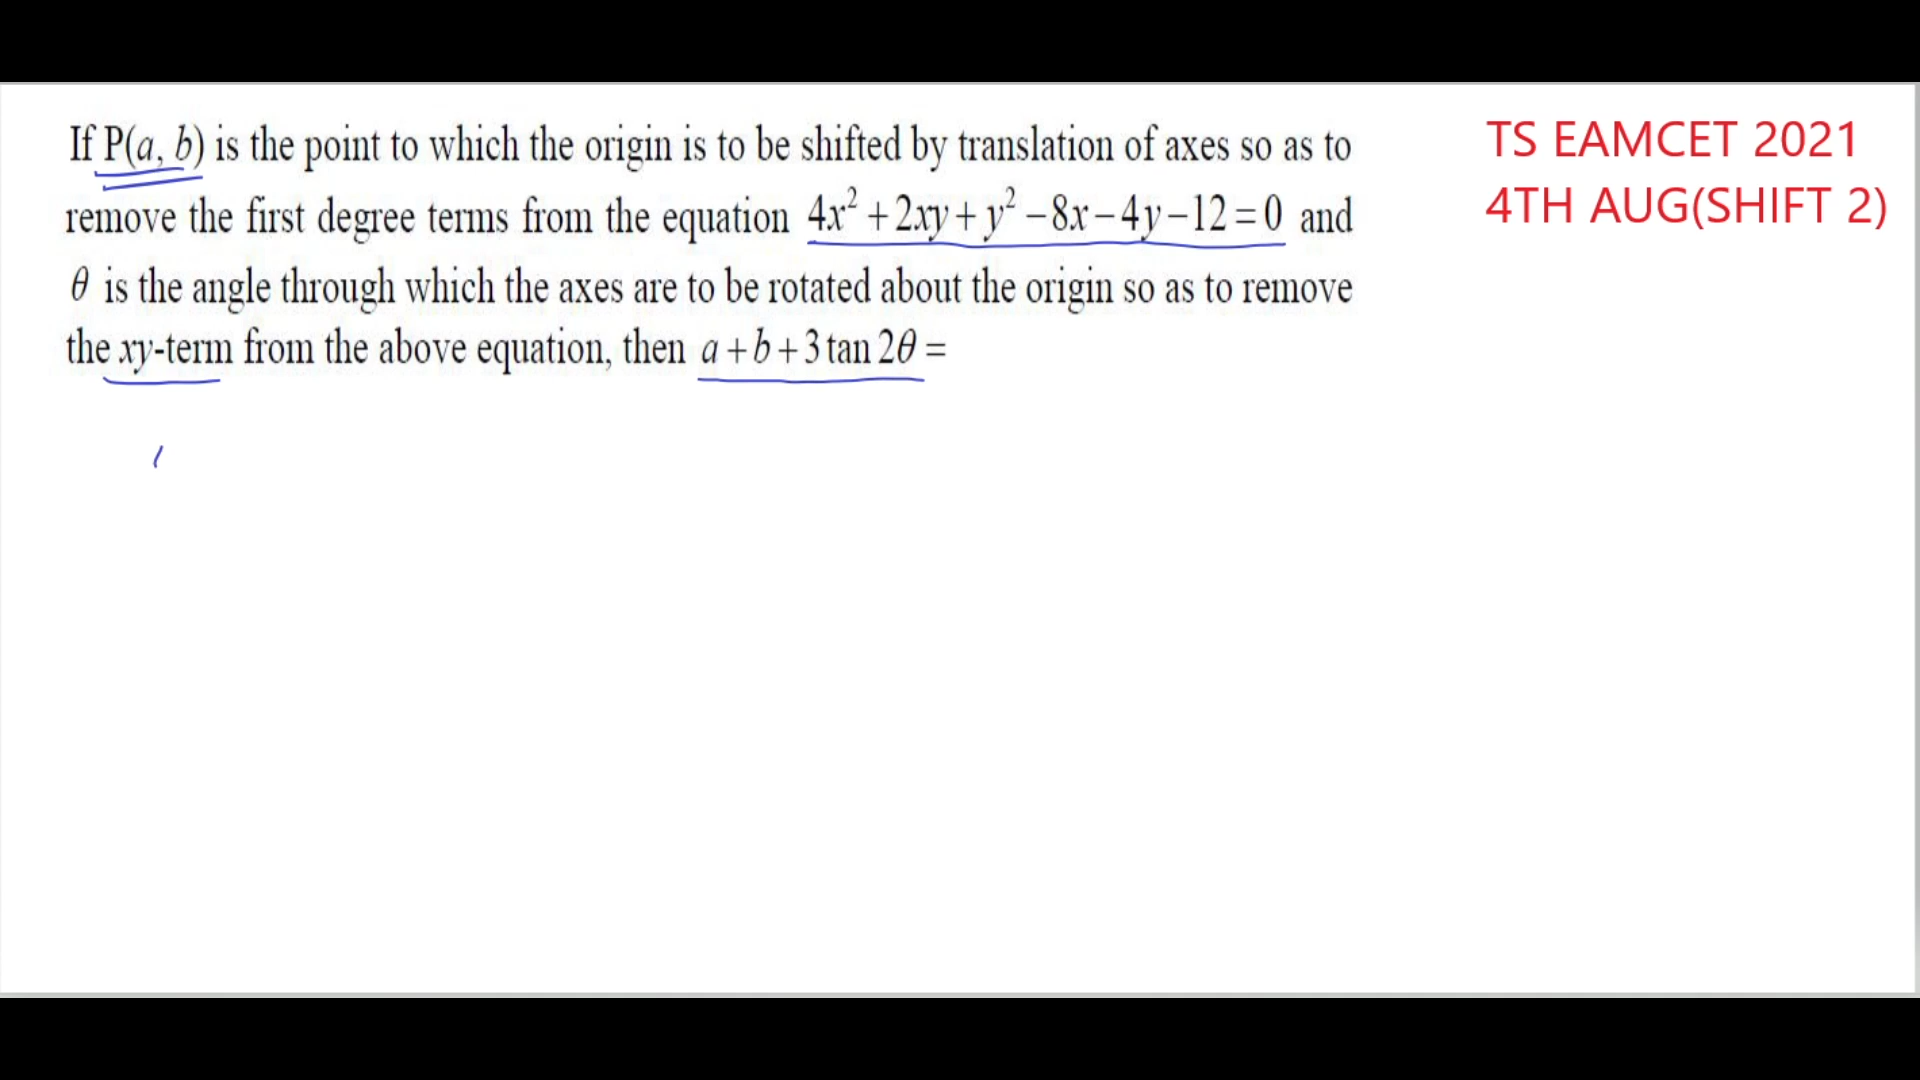 If P(a, b) is the point to which the origin is to be shifted by translation of axes so as to
remove the first degree terms from the equation 4x² + 2xy + y² − 8x − 4y − 12 = 0 and
θ is the angle through which the axes are to be rotated about the origin so as to remove
the xy-term from the above equation, then a + b + 3 tan 2θ =
TS EAMCET 2021
4TH AUG(SHIFT 2)